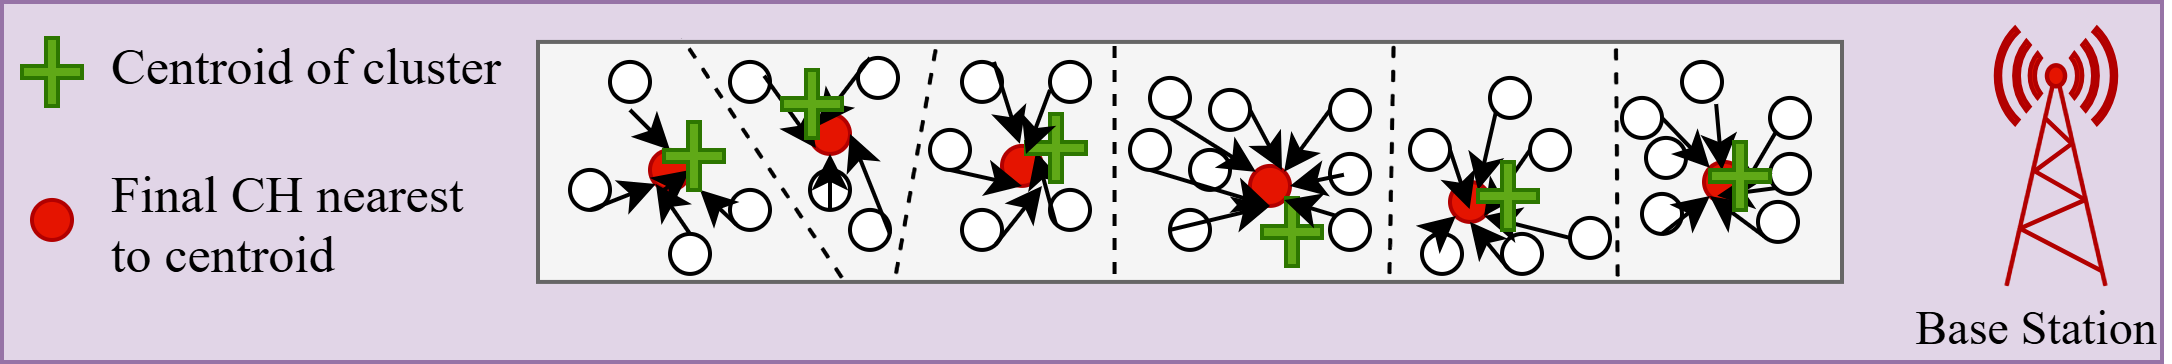 Centroid of cluster
Final CH nearest
to centroid
Base Station